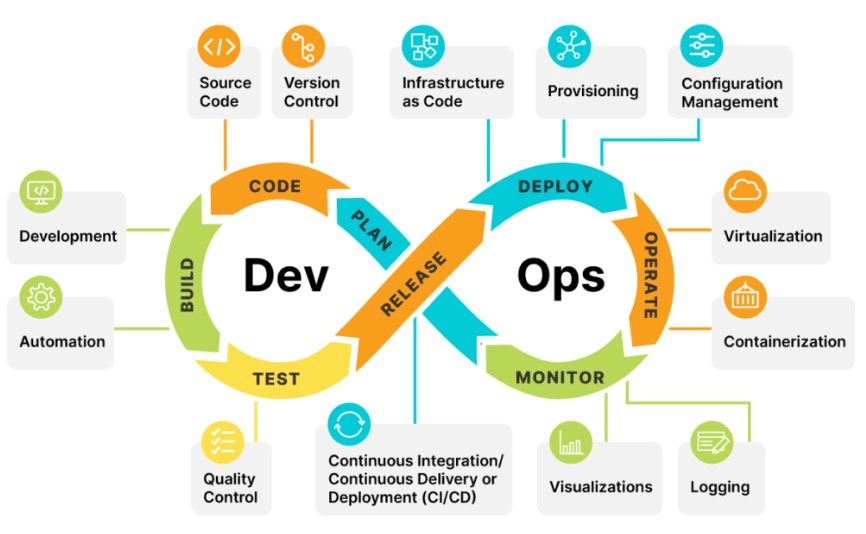 Source
Code
Version
Control
Infrastructure
as Code
Provisioning
Configuration
Management
CODE
PLAN
DEPLOY
Development
BUILD
Dev
RELEASE
Ops
OPERATE
Virtualization
Automation
Containerization
TEST
MONITOR
Quality
Control
Continuous Integration/
Continuous Delivery or
Deployment (CI/CD)
Visualizations
Logging